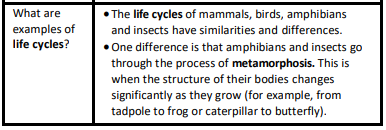 What are
examples of
life cycles?
• The life cycles of mammals, birds, amphibians
and insects have similarities and differences.
• One difference is that amphibians and insects go
through the process of metamorphosis. This is
when the structure of their bodies changes
significantly as they grow (for example, from
tadpole to frog or caterpillar to butterfly).